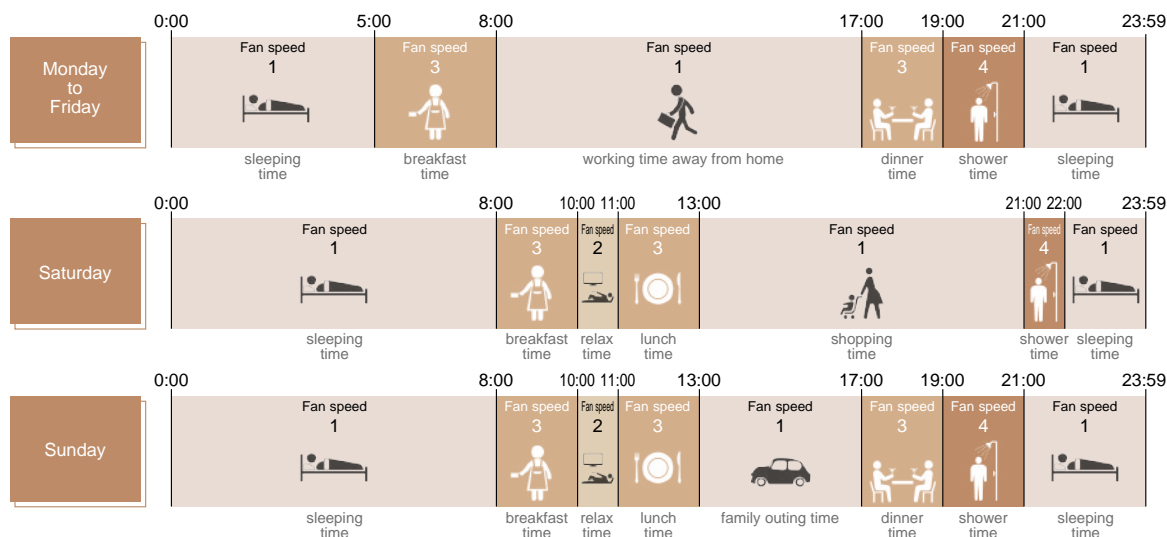 0:00 5:00 8:00 17:00 19:00 21:00 23:59
Monday
to
Friday
Fan speed Fan speed Fan speed Fan speed Fan speed Fan speed
1 3 1 3 4 1
sleeping breakfast working time away from home dinner shower sleeping
time time time time time
0:00 8:00 10:00 11:00 13:00 21:00 22:00 23:59
Saturday
Fan speed Fan speed Fan speed Fan speed Fan speed Fan speed Fan speed
1 3 2 3 1 4 1
sleeping breakfast relax lunch shopping shower sleeping
time time time time time time time
0:00 8:00 10:00 11:00 13:00 17:00 19:00 21:00 23:59
Sunday
Fan speed Fan speed Fan speed Fan speed Fan speed Fan speed Fan speed Fan speed
1 3 2 3 1 3 4 1
sleeping breakfast relax lunch family outing time dinner shower sleeping
time time time time time time time